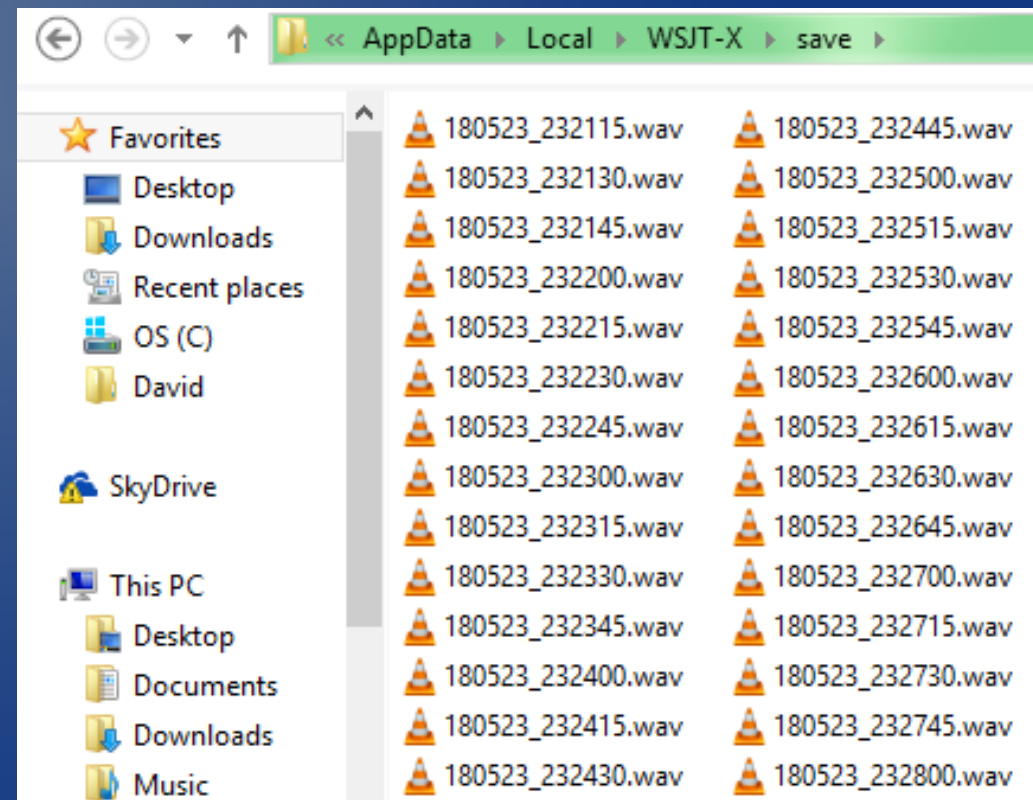 « AppData ▸ Local ▸ WSJT-X ▸ save ▸
Favorites
Desktop
Downloads
Recent places
OS (C)
David
SkyDrive
This PC
Desktop
Documents
Downloads
Music
180523_232115.wav
180523_232130.wav
180523_232145.wav
180523_232200.wav
180523_232215.wav
180523_232230.wav
180523_232245.wav
180523_232300.wav
180523_232315.wav
180523_232330.wav
180523_232345.wav
180523_232400.wav
180523_232415.wav
180523_232430.wav
180523_232445.wav
180523_232500.wav
180523_232515.wav
180523_232530.wav
180523_232545.wav
180523_232600.wav
180523_232615.wav
180523_232630.wav
180523_232645.wav
180523_232700.wav
180523_232715.wav
180523_232730.wav
180523_232745.wav
180523_232800.wav